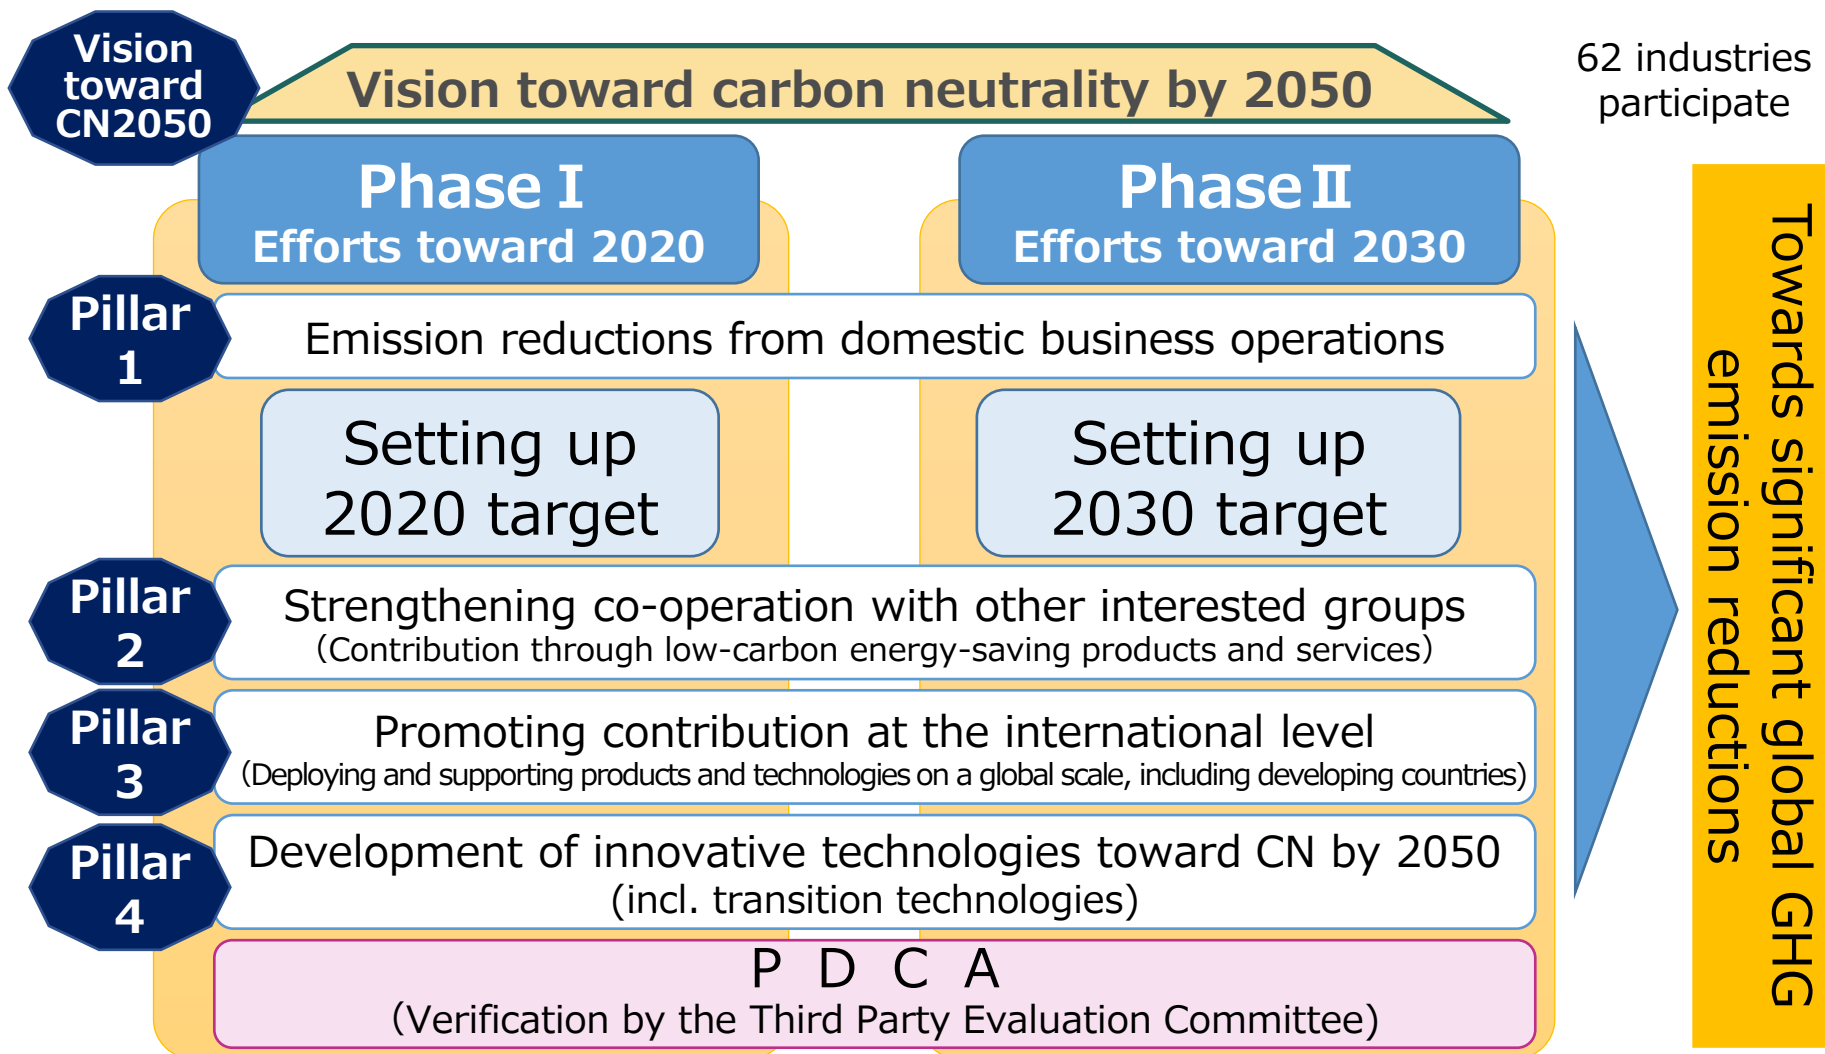 Vision
toward
CN2050
Vision toward carbon neutrality by 2050
62 industries
participate
Phase Ⅰ
Efforts toward 2020
Phase Ⅱ
Efforts toward 2030
Pillar
1
Emission reductions from domestic business operations
Setting up
2020 target
Setting up
2030 target
Pillar
2
Strengthening co-operation with other interested groups
(Contribution through low-carbon energy-saving products and services)
Pillar
3
Promoting contribution at the international level
(Deploying and supporting products and technologies on a global scale, including developing countries)
Pillar
4
Development of innovative technologies toward CN by 2050
(incl. transition technologies)
P D C A
(Verification by the Third Party Evaluation Committee)
Towards significant global GHG
emission reductions